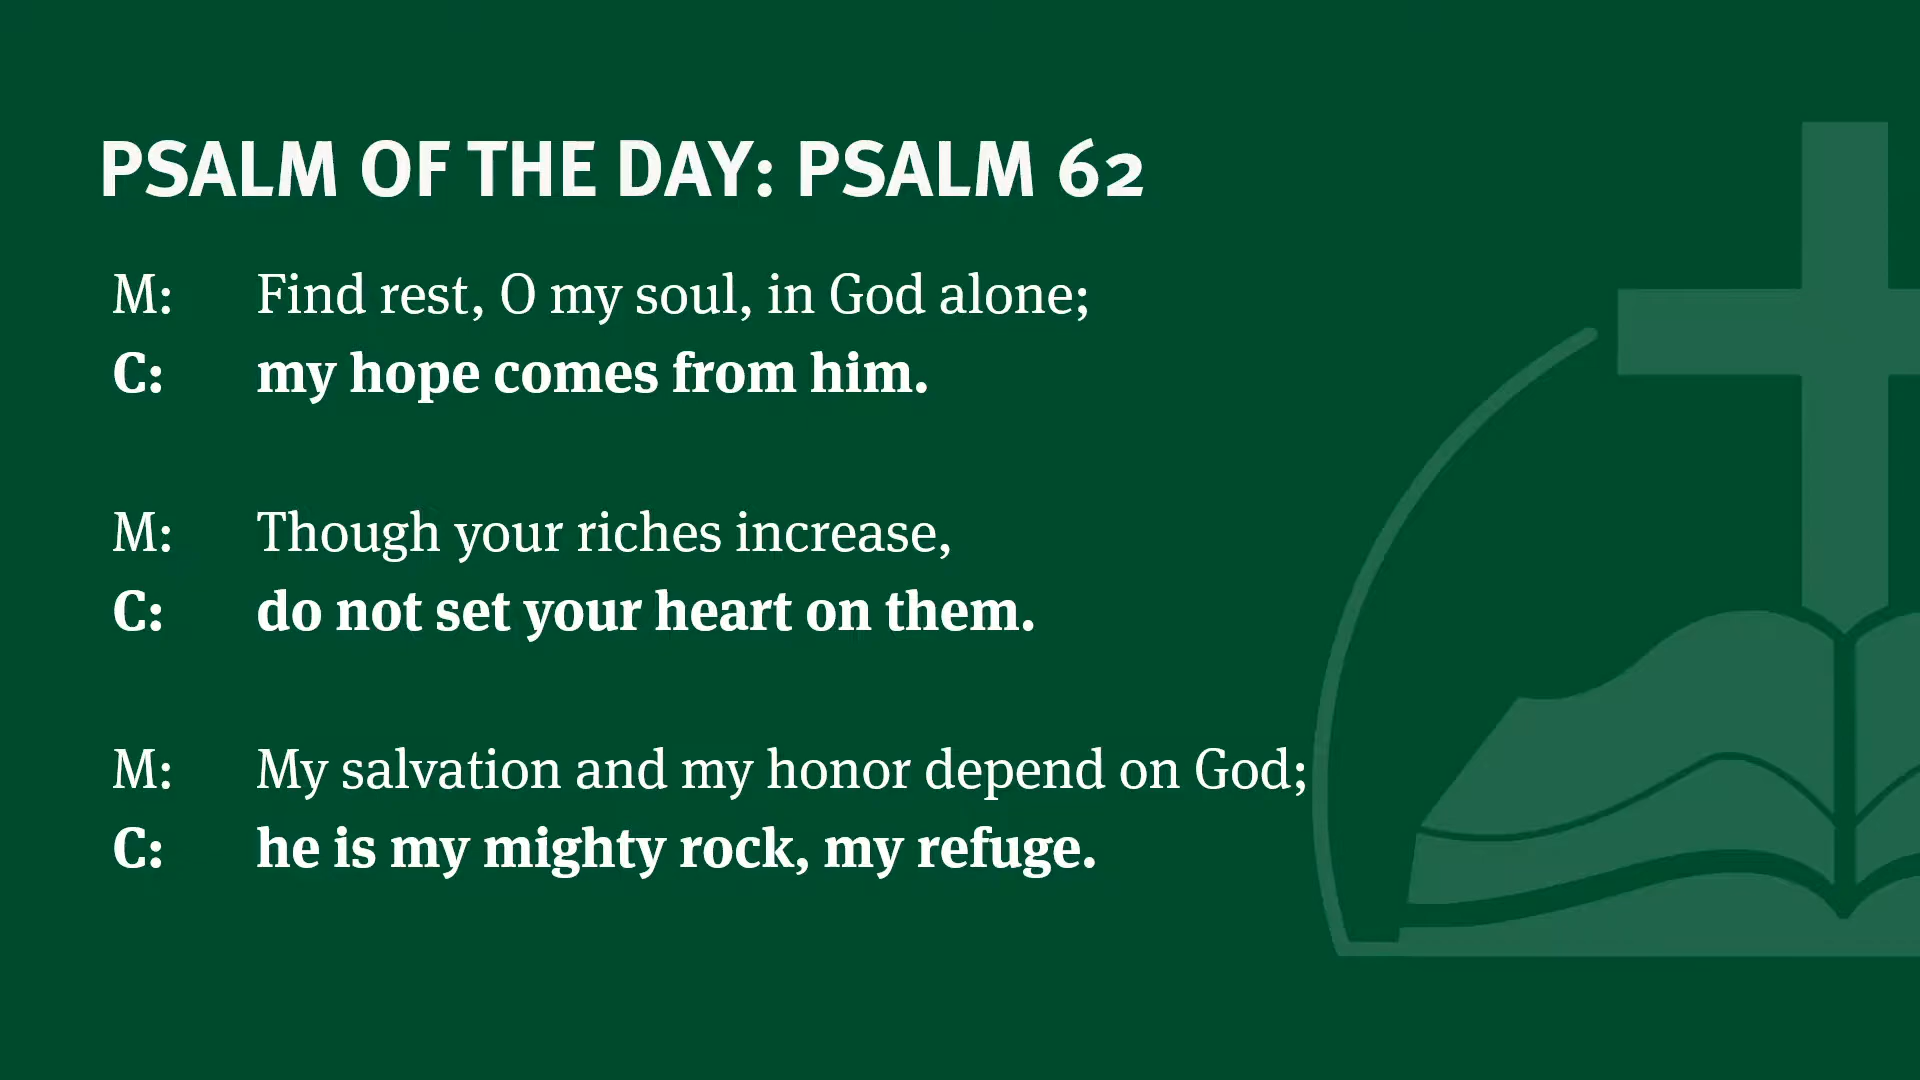 PSALM OF THE DAY: PSALM 62
M: Find rest, O my soul, in God alone;
C: my hope comes from him.
M: Though your riches increase,
C: do not set your heart on them.
M: My salvation and my honor depend on God;
C: he is my mighty rock, my refuge.